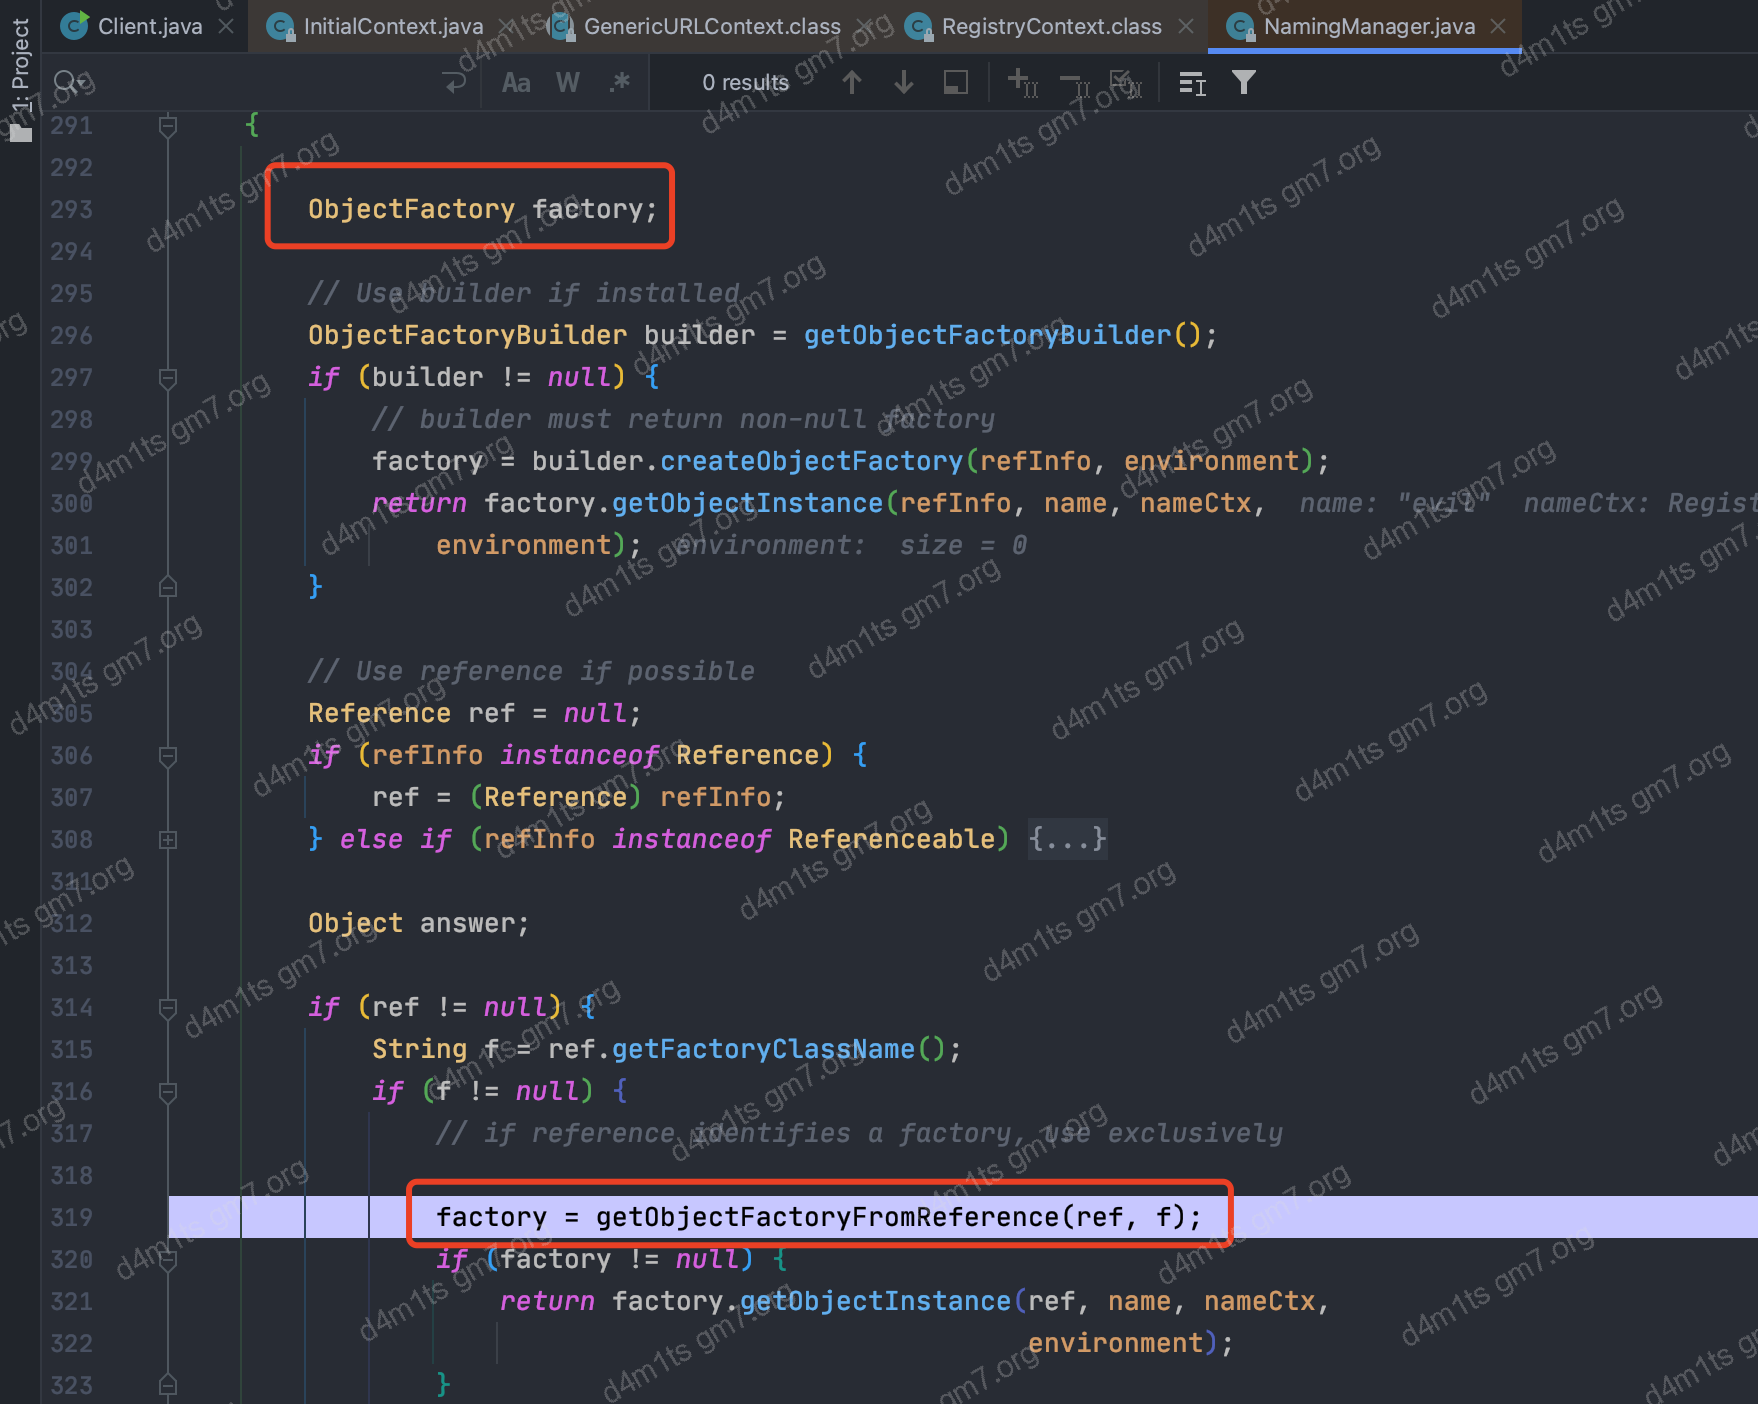 1: Project
Client.java
InitialContext.java
GenericURLContext.class
RegistryContext.class
NamingManager.java
Aa W .* 0 results
291 {
292
293 ObjectFactory factory;
294
295 // Use builder if installed
296 ObjectFactoryBuilder builder = getObjectFactoryBuilder();
297 if (builder != null) {
298 // builder must return non-null factory
299 factory = builder.createObjectFactory(refInfo, environment);
300 return factory.getObjectInstance(refInfo, name, nameCtx, name: "evil" nameCtx: Regist
301 environment); environment: size = 0
302 }
303
304 // Use reference if possible
305 Reference ref = null;
306 if (refInfo instanceof Reference) {
307 ref = (Reference) refInfo;
308 } else if (refInfo instanceof Referenceable) {...}
311
312 Object answer;
313
314 if (ref != null) {
315 String f = ref.getFactoryClassName();
316 if (f != null) {
317 // if reference identifies a factory, use exclusively
318
319 factory = getObjectFactoryFromReference(ref, f);
320 if (factory != null) {
321 return factory.getObjectInstance(ref, name, nameCtx,
322 environment);
323 }
d4m1ts gm7.org